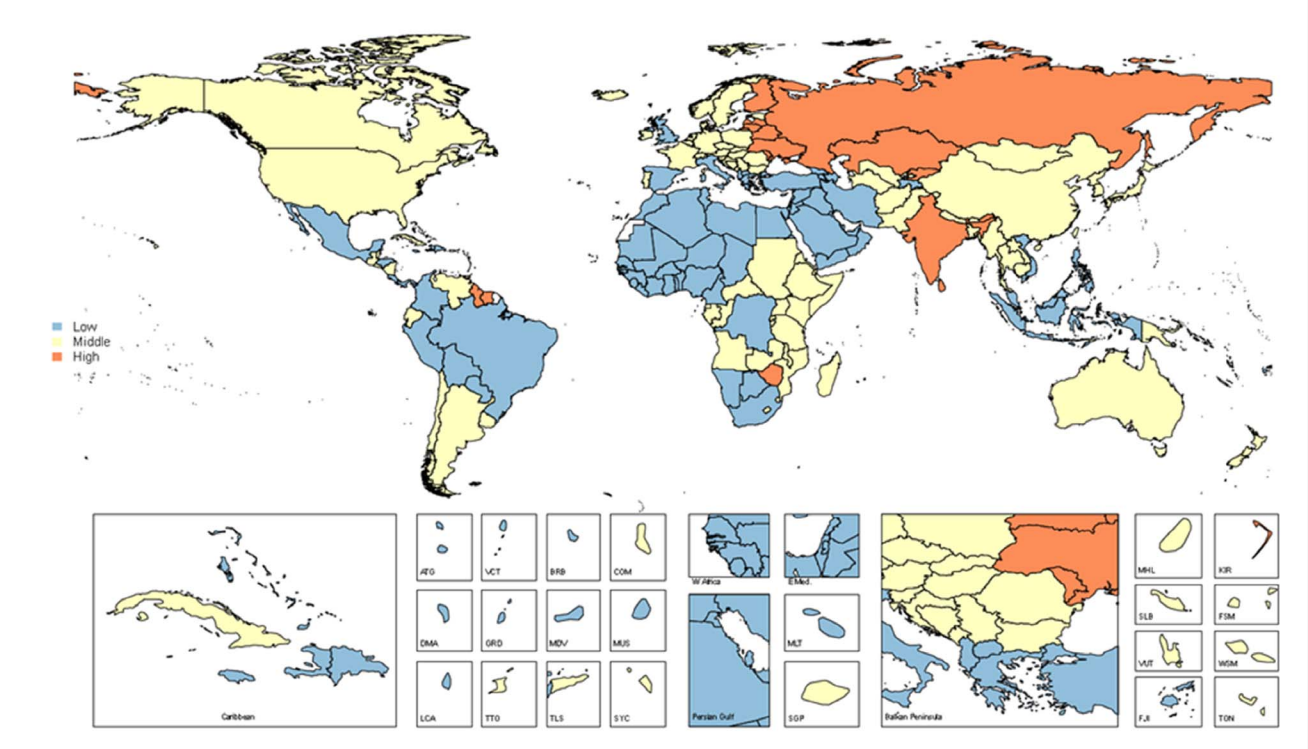 Low
Middle
High
Caribbean
ATG
VCT
BRB
COM
DMA
GRD
MDV
MUS
LCA
TTO
TLS
SYC
W Africa
E Med.
Persian Gulf
MLT
SGP
Balkan Peninsula
MHL
KIR
SLB
FSM
VUT
WSM
FJI
TON